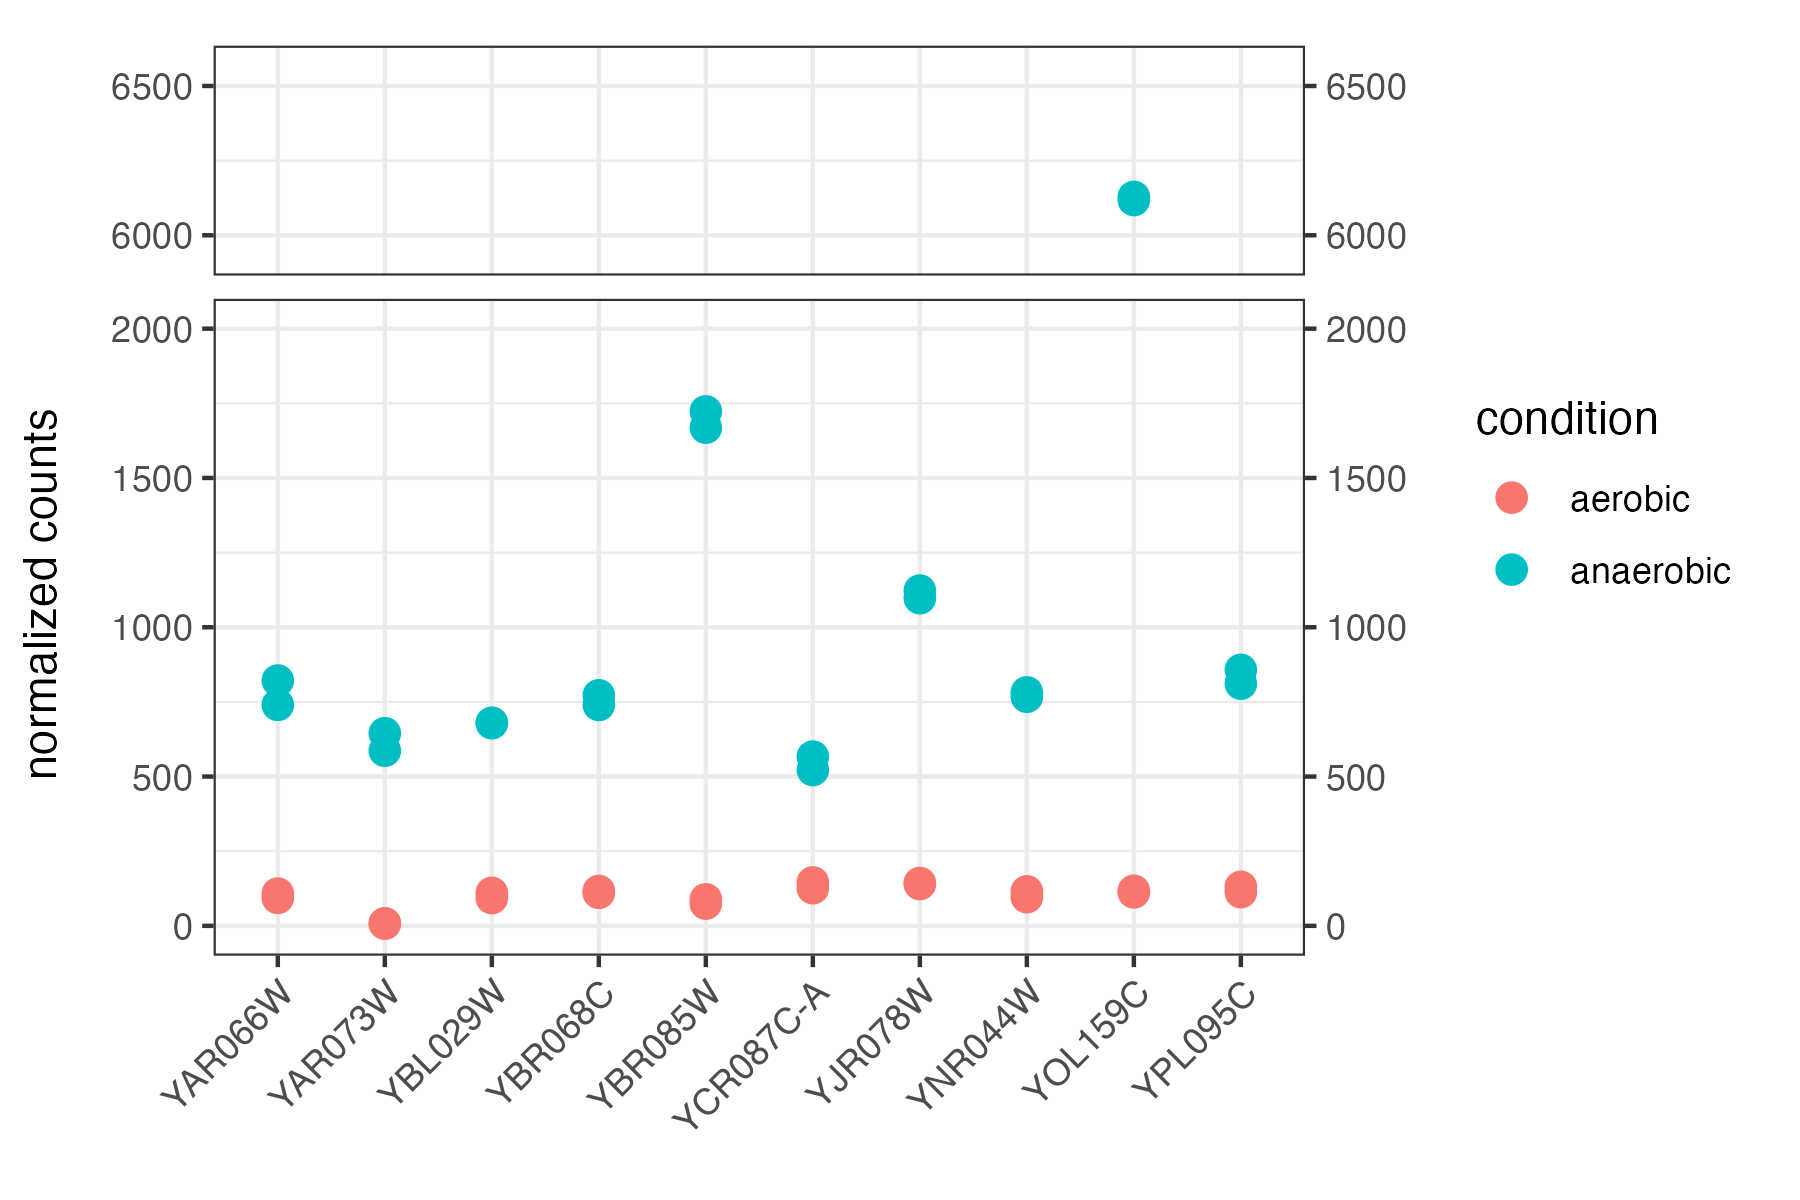 6500
6500
6000
6000
2000
2000
1500
1500
1000
1000
500
500
0
0
normalized counts
condition
aerobic
anaerobic
YAR066W
YAR073W
YBL029W
YBR068C
YBR085W
YCR087C-A
YJR078W
YNR044W
YOL159C
YPL095C